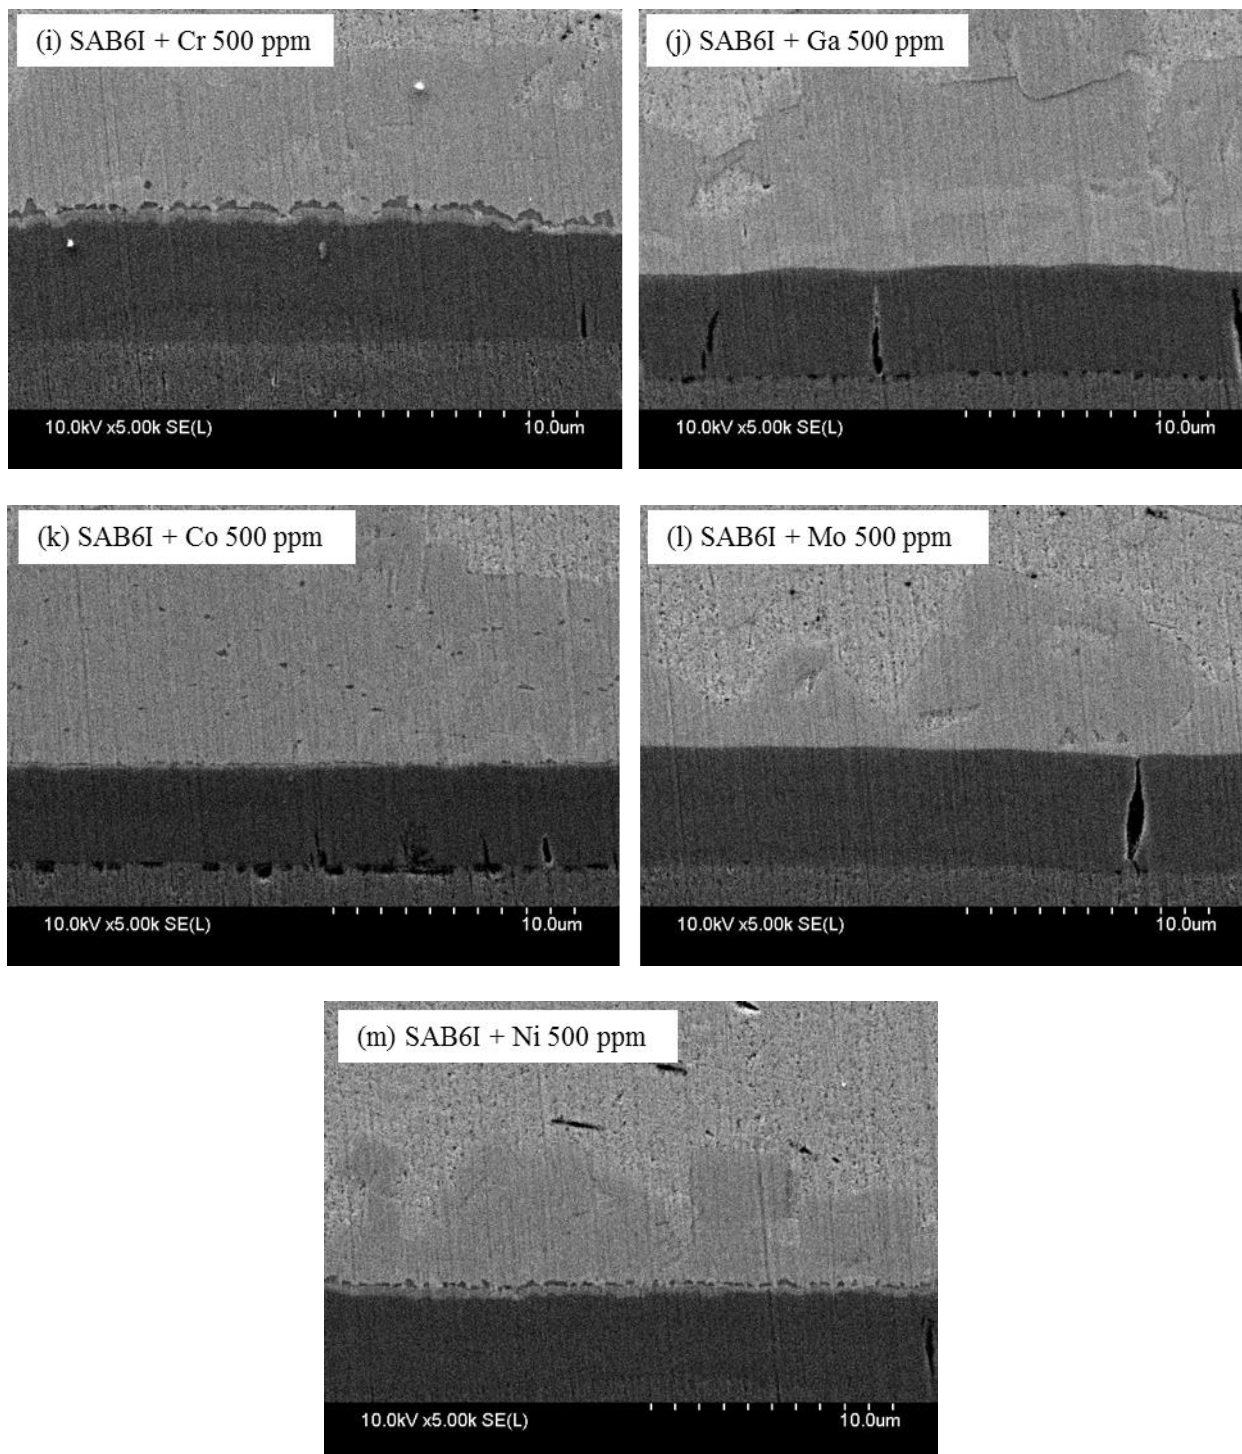 (i) SAB6I + Cr 500 ppm
(j) SAB6I + Ga 500 ppm
10.0kV x5.00k SE(L) 10.0um
10.0kV x5.00k SE(L) 10.0um
(k) SAB6I + Co 500 ppm
(l) SAB6I + Mo 500 ppm
10.0kV x5.00k SE(L) 10.0um
10.0kV x5.00k SE(L) 10.0um
(m) SAB6I + Ni 500 ppm
10.0kV x5.00k SE(L) 10.0um